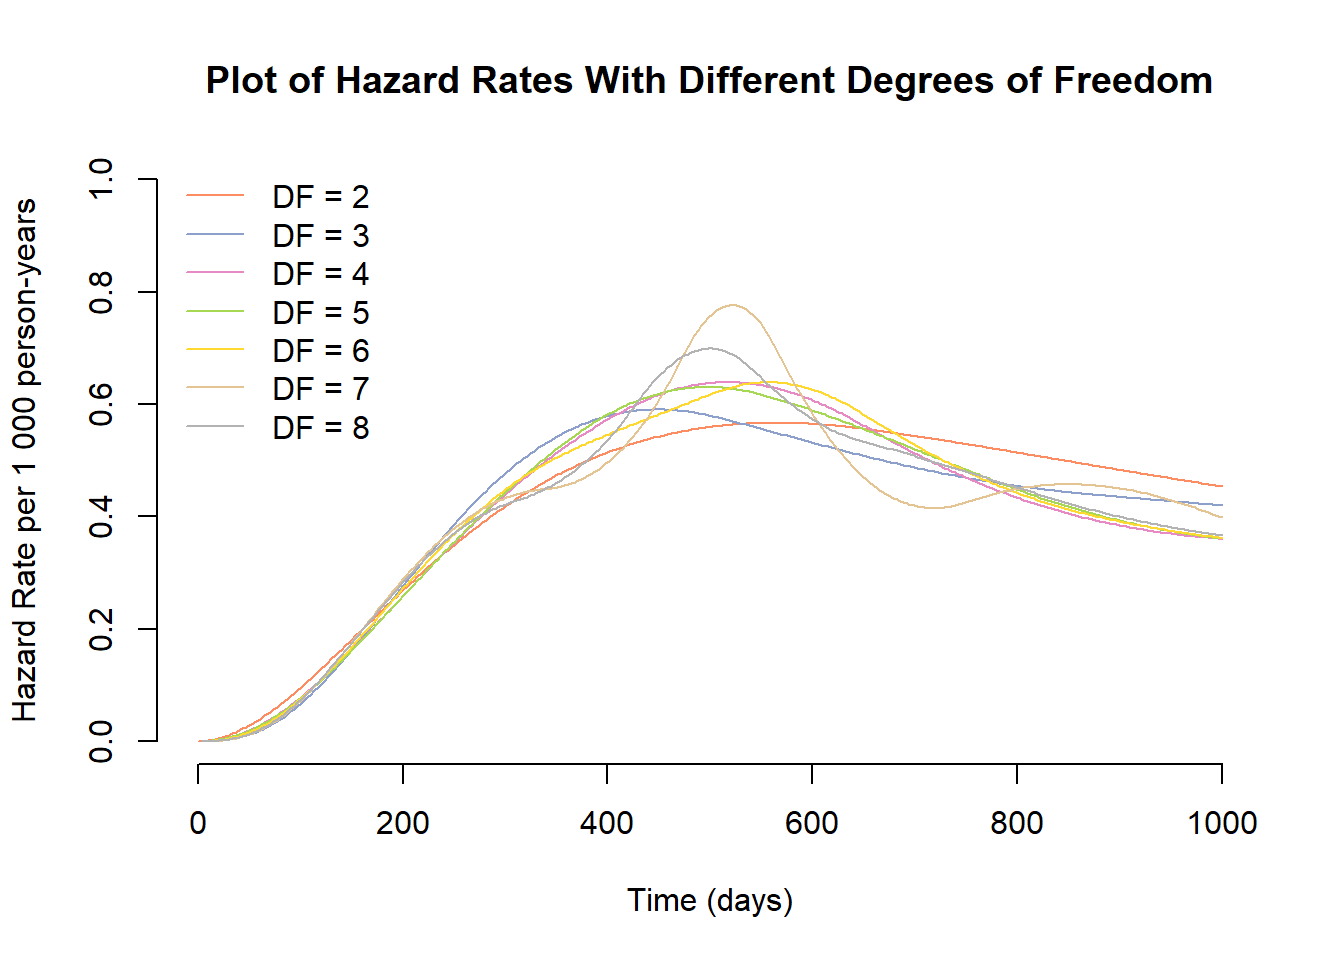 Plot of Hazard Rates With Different Degrees of Freedom
Hazard Rate per 1 000 person-years
1.0
0.8
0.6
0.4
0.2
0.0
DF = 2
DF = 3
DF = 4
DF = 5
DF = 6
DF = 7
DF = 8
0 200 400 600 800 1000
Time (days)